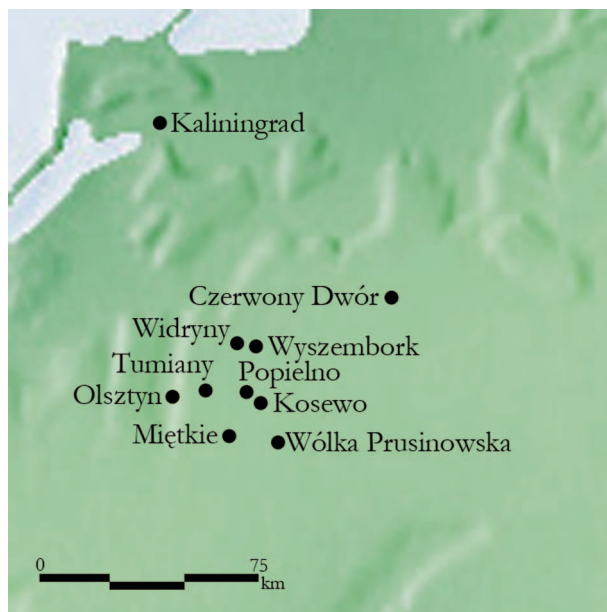 Kaliningrad
Czerwony Dwór
Widryny
Wyszembork
Tumiany
Popielno
Olsztyn
Kosewo
Miętkie
Wólka Prusinowska
0 75
km